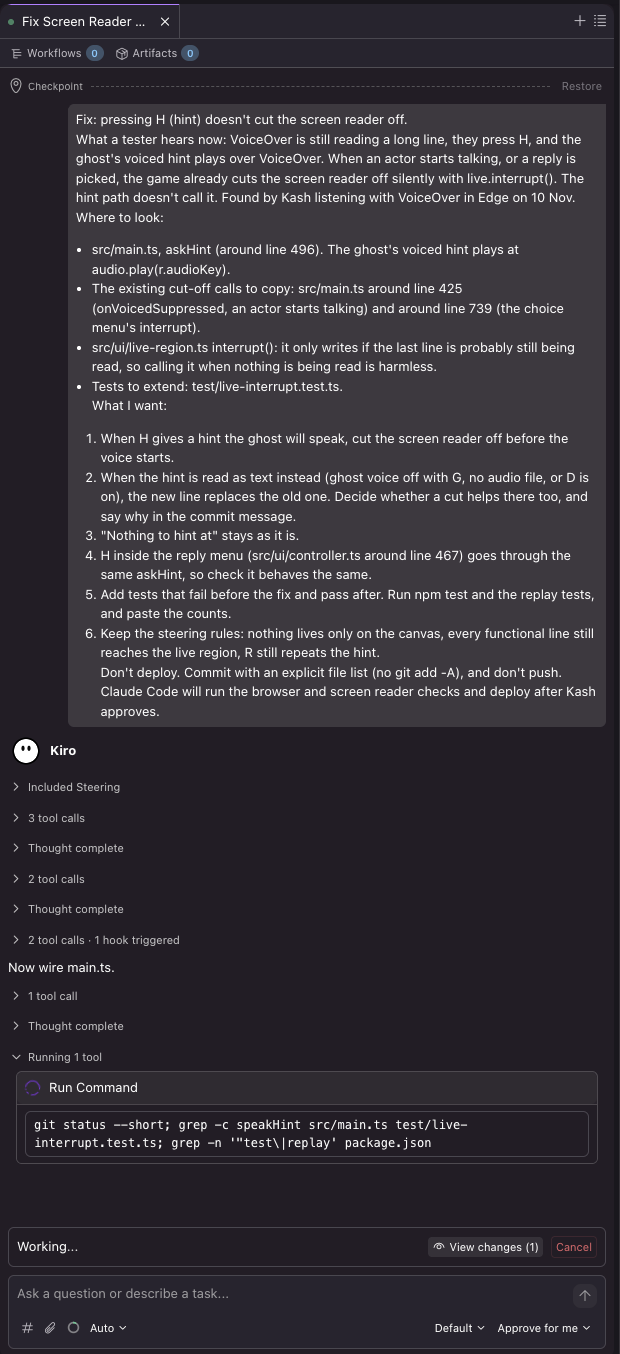 Fix Screen Reader ...
Workflows 0
Artifacts 0
Checkpoint
Restore
Fix: pressing H (hint) doesn't cut the screen reader off.
What a tester hears now: VoiceOver is still reading a long line, they press H, and the
ghost's voiced hint plays over VoiceOver. When an actor starts talking, or a reply is
picked, the game already cuts the screen reader off silently with live.interrupt(). The
hint path doesn't call it. Found by Kash listening with VoiceOver in Edge on 10 Nov.
Where to look:
• src/main.ts, askHint (around line 496). The ghost's voiced hint plays at
audio.play(r.audioKey).
• The existing cut-off calls to copy: src/main.ts around line 425
(onVoicedSuppressed, an actor starts talking) and around line 739 (the choice
menu's interrupt).
• src/ui/live-region.ts interrupt(): it only writes if the last line is probably still being
read, so calling it when nothing is being read is harmless.
• Tests to extend: test/live-interrupt.test.ts.
What I want:
1. When H gives a hint the ghost will speak, cut the screen reader off before the
voice starts.
2. When the hint is read as text instead (ghost voice off with G, no audio file, or D is
on), the new line replaces the old one. Decide whether a cut helps there too, and
say why in the commit message.
3. "Nothing to hint at" stays as it is.
4. H inside the reply menu (src/ui/controller.ts around line 467) goes through the
same askHint, so check it behaves the same.
5. Add tests that fail before the fix and pass after. Run npm test and the replay tests,
and paste the counts.
6. Keep the steering rules: nothing lives only on the canvas, every functional line still
reaches the live region, R still repeats the hint.
Don't deploy. Commit with an explicit file list (no git add -A), and don't push.
Claude Code will run the browser and screen reader checks and deploy after Kash
approves.
Kiro
Included Steering
3 tool calls
Thought complete
2 tool calls
Thought complete
2 tool calls · 1 hook triggered
Now wire main.ts.
1 tool call
Thought complete
Running 1 tool
Run Command
git status --short; grep -c speakHint src/main.ts test/live-
interrupt.test.ts; grep -n '"test\|replay' package.json
Working...
View changes (1)
Cancel
Ask a question or describe a task...
Auto
Default
Approve for me